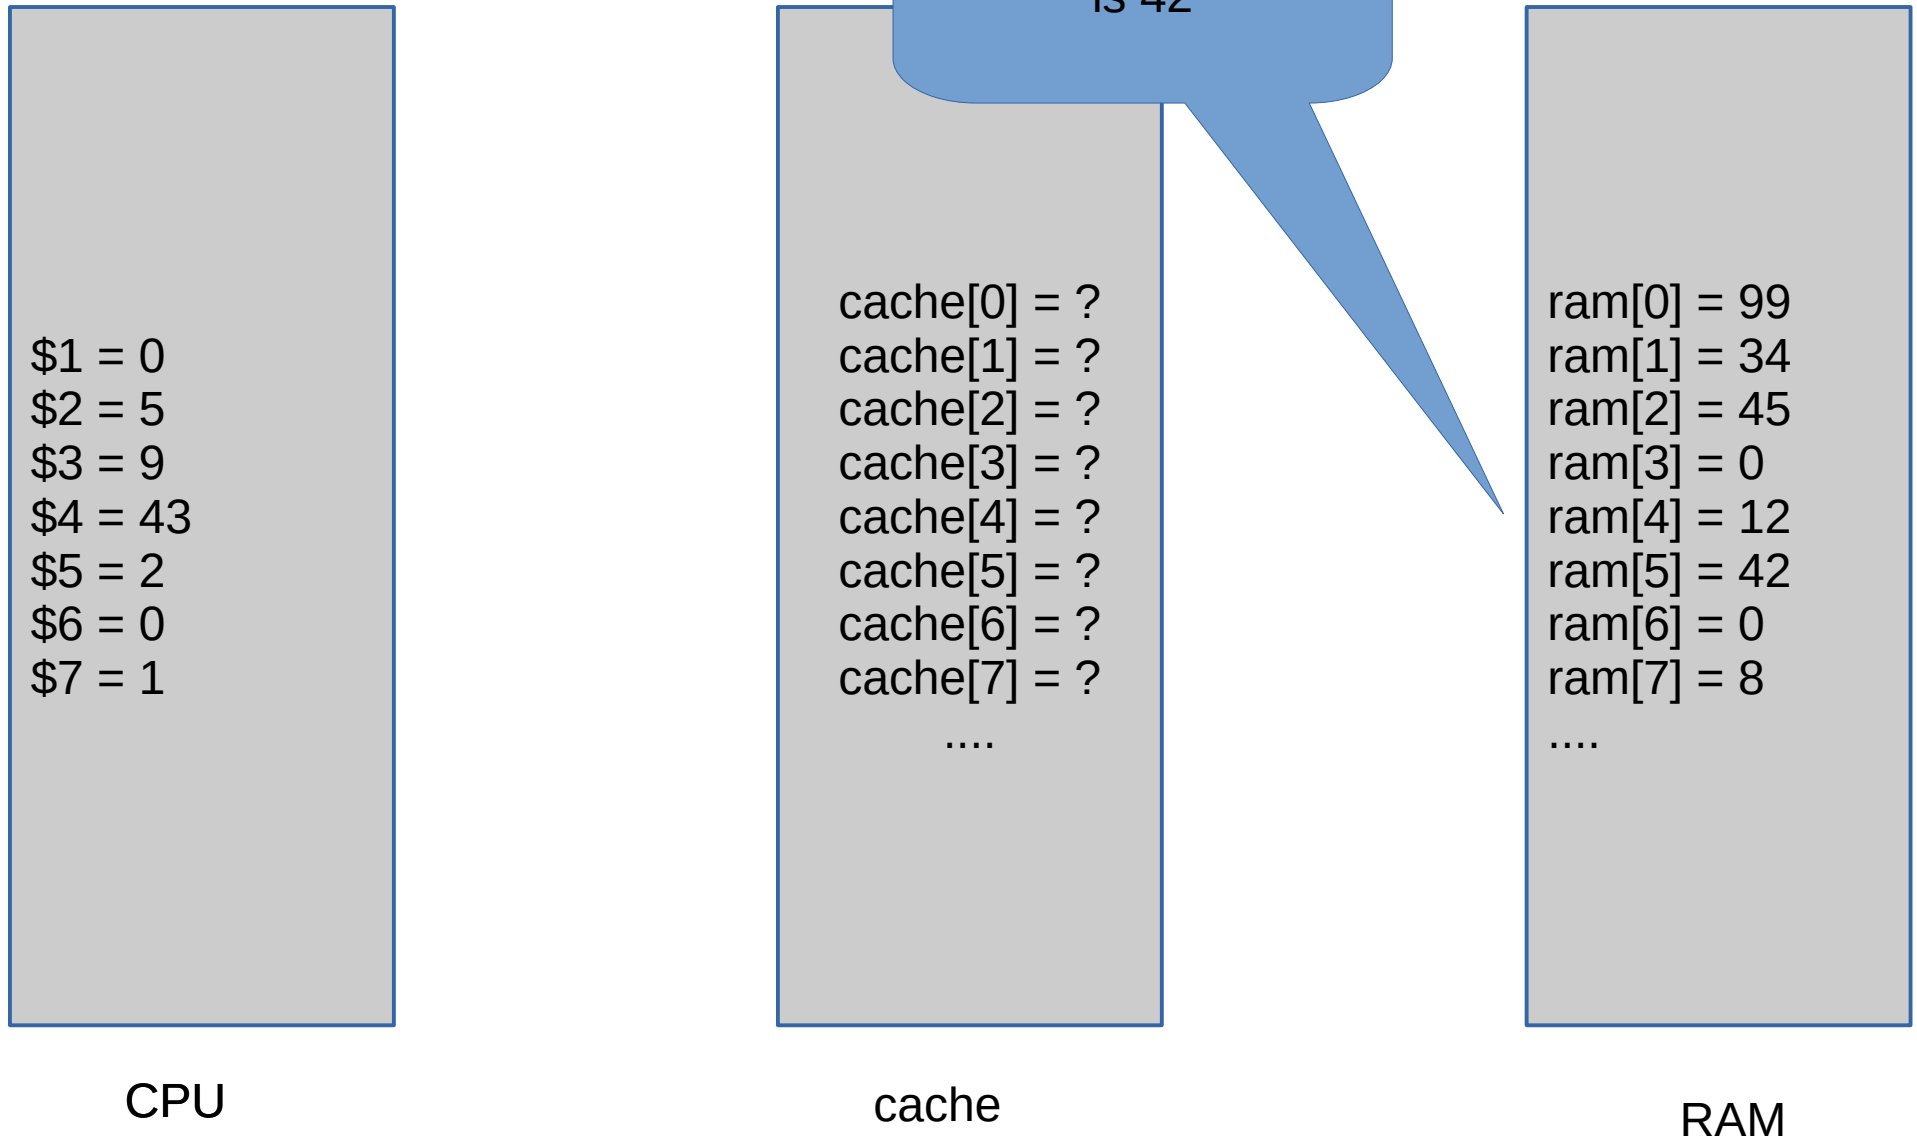 is 42
$1 = 0
$2 = 5
$3 = 9
$4 = 43
$5 = 2
$6 = 0
$7 = 1
cache[0] = ?
cache[1] = ?
cache[2] = ?
cache[3] = ?
cache[4] = ?
cache[5] = ?
cache[6] = ?
cache[7] = ?
....
ram[0] = 99
ram[1] = 34
ram[2] = 45
ram[3] = 0
ram[4] = 12
ram[5] = 42
ram[6] = 0
ram[7] = 8
....
CPU
cache
RAM